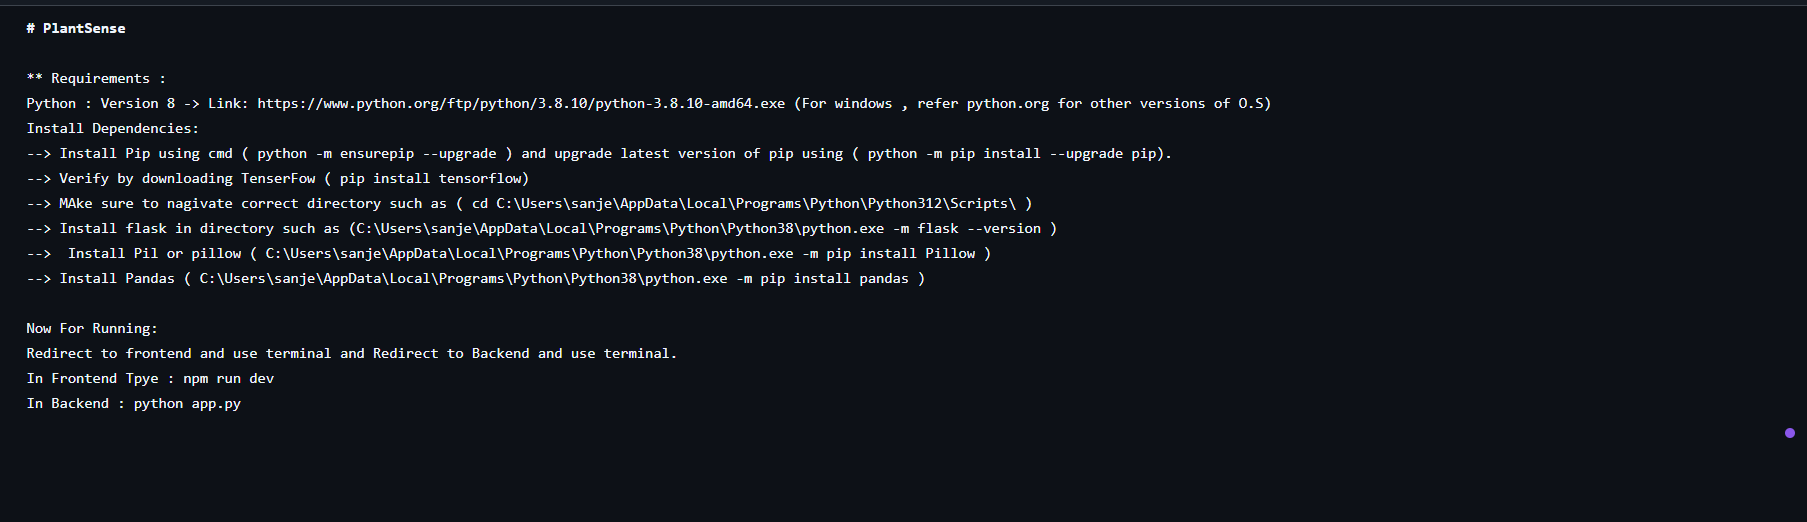 # PlantSense
** Requirements :
Python : Version 8 -> Link: https://www.python.org/ftp/python/3.8.10/python-3.8.10-amd64.exe (For windows , refer python.org for other versions of O.S)
Install Dependencies:
--> Install Pip using cmd ( python -m ensurepip --upgrade ) and upgrade latest version of pip using ( python -m pip install --upgrade pip).
--> Verify by downloading TenserFow ( pip install tensorflow)
--> MAke sure to nagivate correct directory such as ( cd C:\Users\sanje\AppData\Local\Programs\Python\Python312\Scripts\ )
--> Install flask in directory such as (C:\Users\sanje\AppData\Local\Programs\Python\Python38\python.exe -m flask --version )
-->  Install Pil or pillow ( C:\Users\sanje\AppData\Local\Programs\Python\Python38\python.exe -m pip install Pillow )
--> Install Pandas ( C:\Users\sanje\AppData\Local\Programs\Python\Python38\python.exe -m pip install pandas )
Now For Running:
Redirect to frontend and use terminal and Redirect to Backend and use terminal.
In Frontend Tpye : npm run dev
In Backend : python app.py